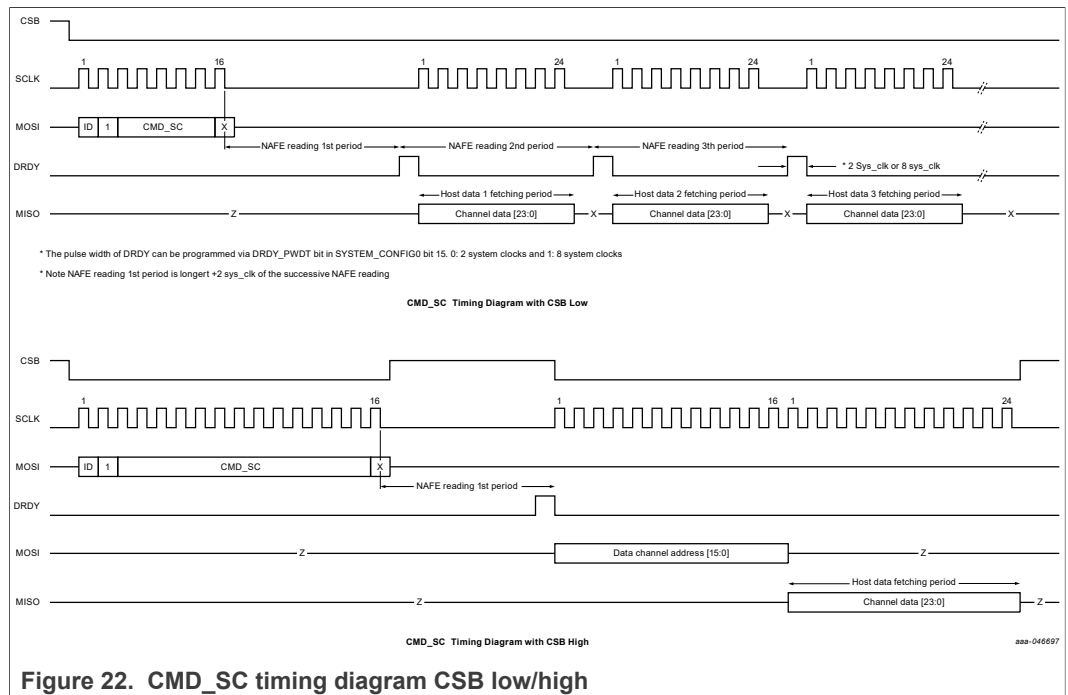 CSB
1 16 1 24 1 24 1 24
SCLK
MOSI ID 1 CMD_SC X
NAFE reading 1st period NAFE reading 2nd period NAFE reading 3th period
DRDY * 2 Sys_clk or 8 sys_clk
Host data 1 fetching period Host data 2 fetching period Host data 3 fetching period
MISO Z Channel data [23:0] X Channel data [23:0] X Channel data [23:0] X
* The pulse width of DRDY can be programmed via DRDY_PWDT bit in SYSTEM_CONFIG0 bit 15. 0: 2 system clocks and 1: 8 system clocks
* Note NAFE reading 1st period is longert +2 sys_clk of the successive NAFE reading
CMD_SC Timing Diagram with CSB Low
CSB
1 16 1 16 1 24
SCLK
MOSI ID 1 CMD_SC X
NAFE reading 1st period
DRDY
MOSI Z Data channel address [15:0] Z
Host data fetching period
MISO Z Channel data [23:0] Z
CMD_SC Timing Diagram with CSB High
aaa-046697
Figure 22. CMD_SC timing diagram CSB low/high